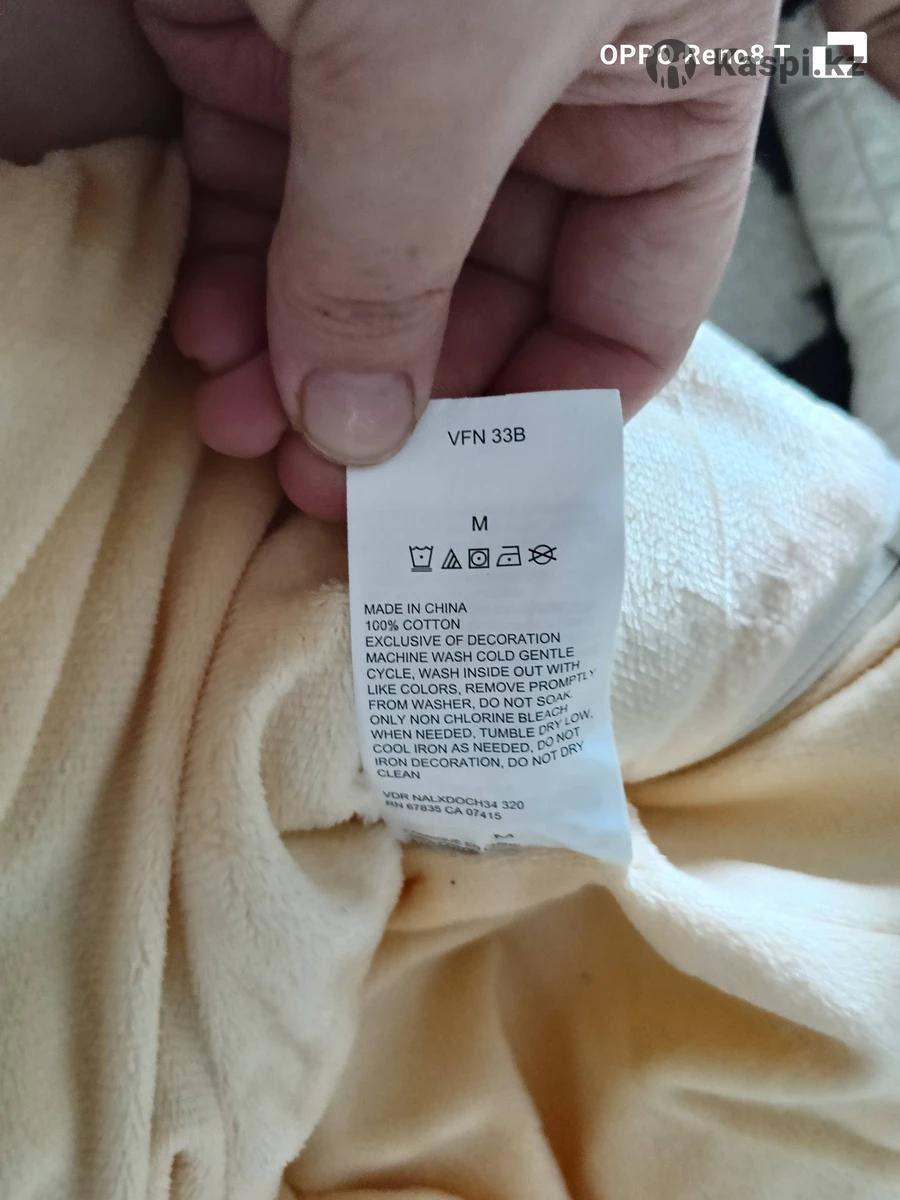 OPPO Reno8 T
Kaspi.kz
VFN 33B
M
MADE IN CHINA
100% COTTON
EXCLUSIVE OF DECORATION
MACHINE WASH COLD GENTLE
CYCLE, WASH INSIDE OUT WITH
LIKE COLORS, REMOVE PROMPTLY
FROM WASHER, DO NOT SOAK.
ONLY NON CHLORINE BLEACH
WHEN NEEDED, TUMBLE DRY LOW,
COOL IRON AS NEEDED, DO NOT
IRON DECORATION, DO NOT DRY
CLEAN
VDR NALXDOCH34 320
RN 67835 CA 07415
M